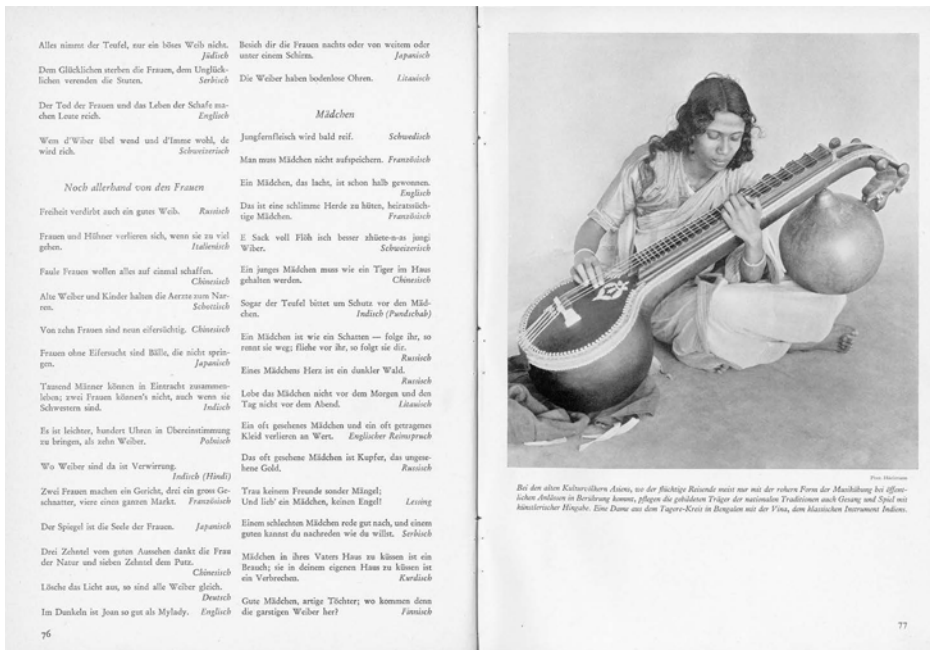 Alles nimmt der Teufel, nur ein böses Weib nicht.
Jüdisch
Dem Glücklichen sterben die Frauen, dem Unglück-
lichen verenden die Stuten. Serbisch
Der Tod der Frauen und das Leben der Schafe ma-
chen Leute reich. Englisch
Wem d'Wiber übel wend und d'Imme wohl, de
wird rich. Schweizerisch
Noch allerhand von den Frauen
Freiheit verdirbt auch ein gutes Weib. Russisch
Frauen und Hühner verlieren sich, wenn sie zu viel
gehen. Italienisch
Faule Frauen wollen alles auf einmal schaffen.
Chinesisch
Alte Weiber und Kinder halten die Aerzte zum Nar-
ren. Schottisch
Von zehn Frauen sind neun eifersüchtig. Chinesisch
Frauen ohne Eifersucht sind Bälle, die nicht sprin-
gen. Japanisch
Tausend Männer können in Eintracht zusammen-
leben; zwei Frauen können's nicht, auch wenn sie
Schwestern sind. Indisch
Es ist leichter, hundert Uhren in Übereinstimmung
zu bringen, als zehn Weiber. Polnisch
Wo Weiber sind da ist Verwirrung.
Indisch (Hindi)
Zwei Frauen machen ein Gericht, drei ein gross Ge-
schnatter, viere einen ganzen Markt. Französisch
Der Spiegel ist die Seele der Frauen. Japanisch
Drei Zehntel vom guten Aussehen dankt die Frau
der Natur und sieben Zehntel dem Putz.
Chinesisch
Lösche das Licht aus, so sind alle Weiber gleich.
Deutsch
Im Dunkeln ist Joan so gut als Mylady. Englisch
76
Besieh dir die Frauen nachts oder von weitem oder
unter einem Schirm. Japanisch
Die Weiber haben bodenlose Ohren. Litauisch
Mädchen
Jungfernfleisch wird bald reif. Schwedisch
Man muss Mädchen nicht aufspeichern. Französisch
Ein Mädchen, das lacht, ist schon halb gewonnen.
Englisch
Das ist eine schlimme Herde zu hüten, heiratssüch-
tige Mädchen. Französisch
E Sack voll Flöh isch besser zhüete-n-as jungi
Wiber. Schweizerisch
Ein junges Mädchen muss wie ein Tiger im Haus
gehalten werden. Chinesisch
Sogar der Teufel bittet um Schutz vor den Mäd-
chen. Indisch (Pundschab)
Ein Mädchen ist wie ein Schatten — folge ihr, so
rennt sie weg; fliehe vor ihr, so folgt sie dir.
Russisch
Eines Mädchens Herz ist ein dunkler Wald.
Russisch
Lobe das Mädchen nicht vor dem Morgen und den
Tag nicht vor dem Abend. Litauisch
Ein oft gesehenes Mädchen und ein oft getragenes
Kleid verlieren an Wert. Englischer Reimspruch
Das oft gesehene Mädchen ist Kupfer, das ungese-
hene Gold. Russisch
Trau keinem Freunde sonder Mängel;
Und lieb' ein Mädchen, keinen Engel! Lessing
Einem schlechten Mädchen rede gut nach, und einem
guten kannst du nachreden wie du willst. Serbisch
Mädchen in ihres Vaters Haus zu küssen ist ein
Brauch; sie in deinem eigenen Haus zu küssen ist
ein Verbrechen. Kurdisch
Gute Mädchen, artige Töchter; wo kommen denn
die garstigen Weiber her? Finnisch
Bei den alten Kulturvölkern Asiens, wo der flüchtige Reisende meist nur mit der rohern Form der Musikübung bei öffent-
lichen Anlässen in Berührung kommt, pflegen die gebildeten Träger der nationalen Traditionen auch Gesang und Spiel mit
künstlerischer Hingabe. Eine Dame aus dem Tagore-Kreis in Bengalen mit der Vina, dem klassischen Instrument Indiens.
77